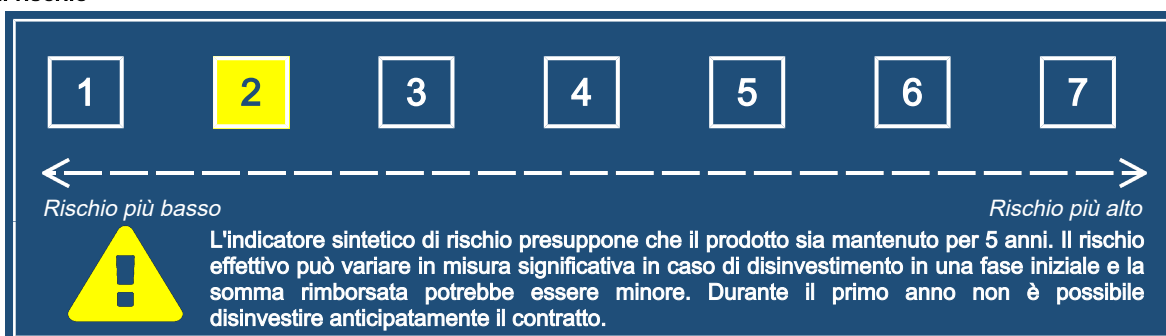 1 2 3 4 5 6 7
Rischio più basso Rischio più alto
L'indicatore sintetico di rischio presuppone che il prodotto sia mantenuto per 5 anni. Il rischio
effettivo può variare in misura significativa in caso di disinvestimento in una fase iniziale e la
somma rimborsata potrebbe essere minore. Durante il primo anno non è possibile
disinvestire anticipatamente il contratto.